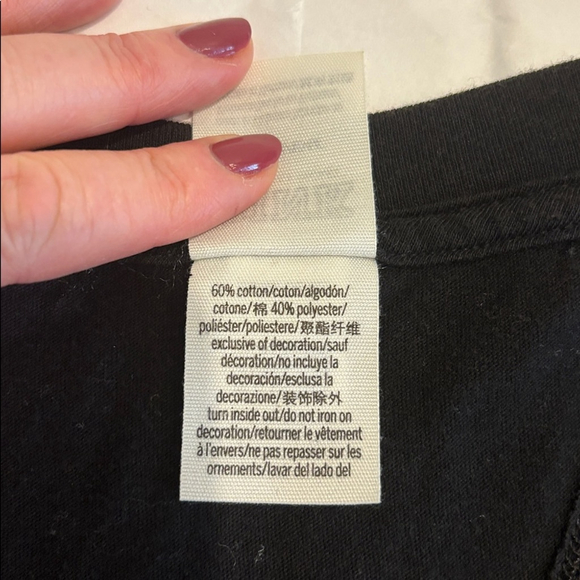 60% cotton/coton/algodón/
cotone/棉 40% polyester/
poliéster/poliestere/聚酯纤维
exclusive of decoration/sauf
décoration/no incluye la
decoración/esclusa la
decorazione/装饰除外
turn inside out/do not iron on
decoration/retourner le vêtement
à l'envers/ne pas repasser sur les
ornements/lavar del lado del